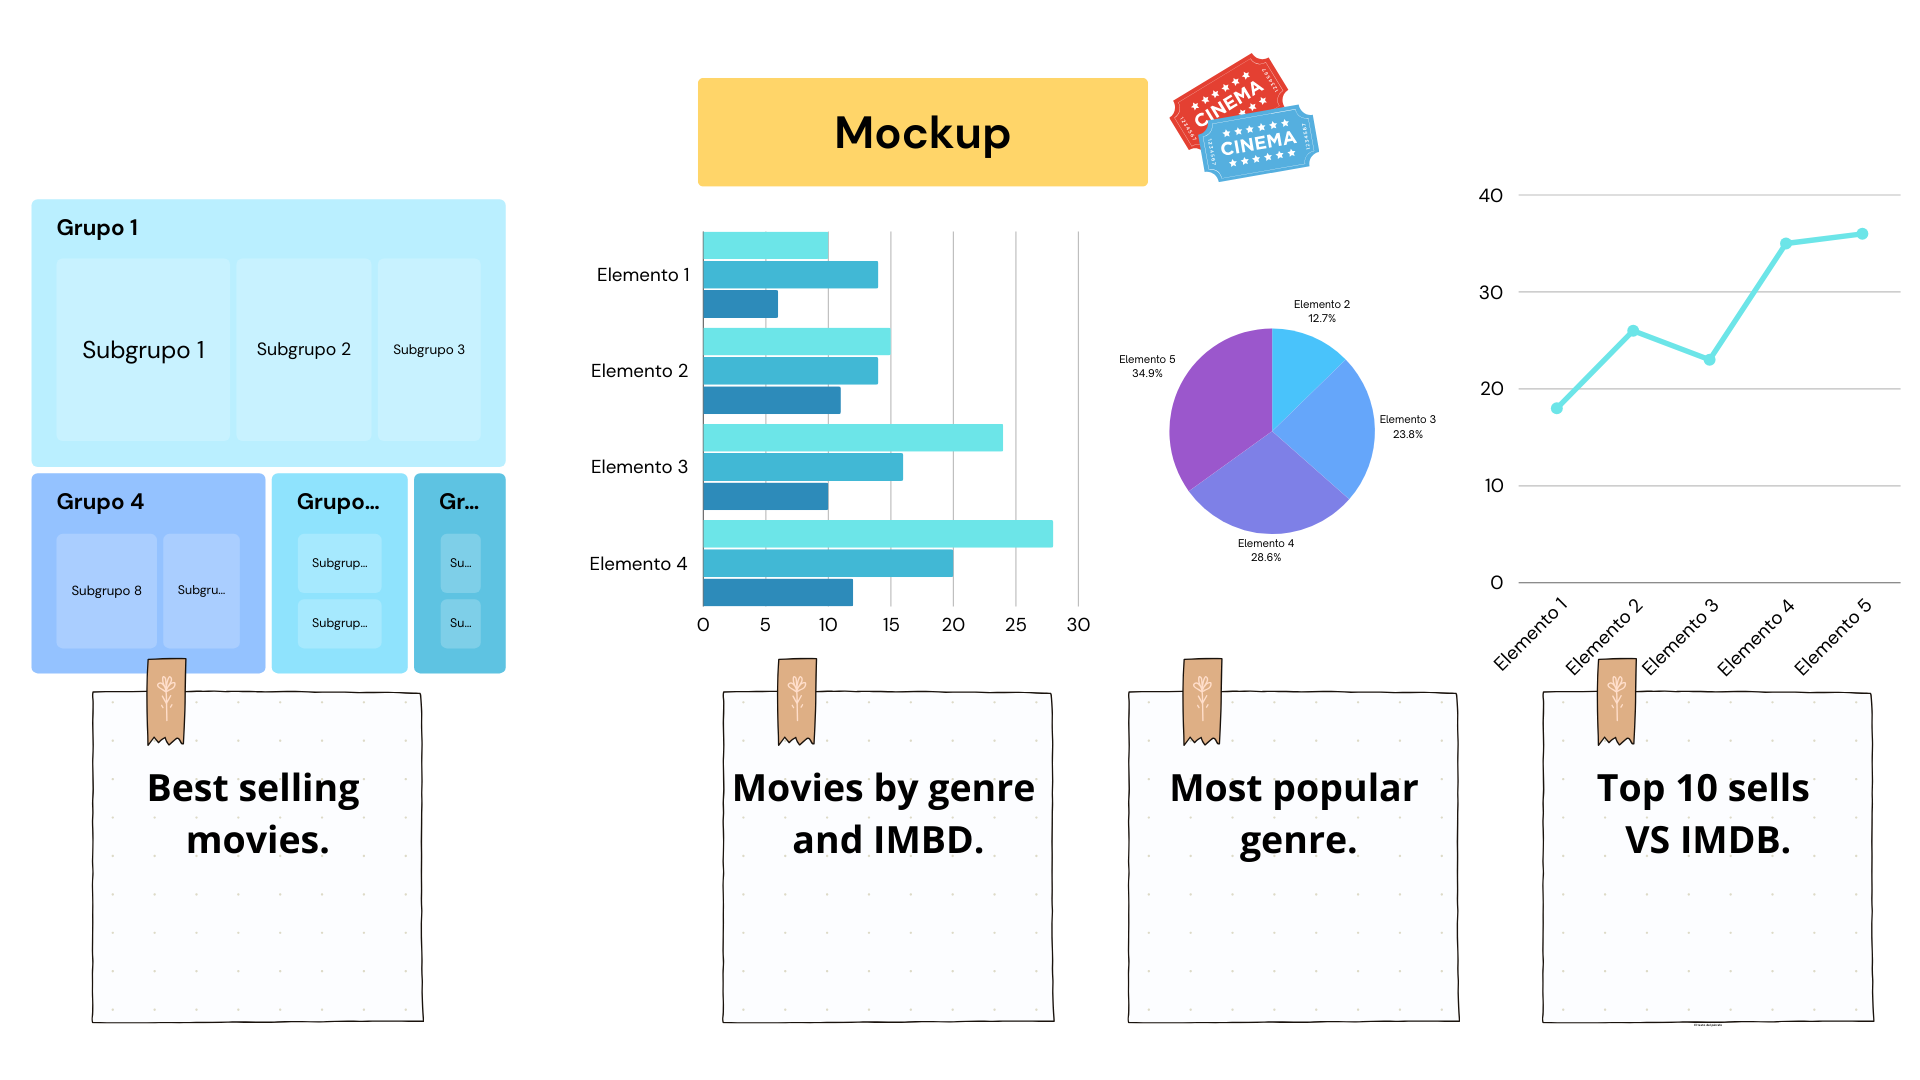 Mockup
CINEMA
1234567
1234567
CINEMA
1234567
1234567
Grupo 1
Subgrupo 1
Subgrupo 2
Subgrupo 3
Grupo 4
Subgrupo 8
Subgru...
Grupo...
Subgrup...
Subgrup...
Gr...
Su...
Su...
Elemento 1
Elemento 2
Elemento 3
Elemento 4
0
5
10
15
20
25
30
Elemento 2
12.7%
Elemento 3
23.8%
Elemento 4
28.6%
Elemento 5
34.9%
40
30
20
10
0
Elemento 1
Elemento 2
Elemento 3
Elemento 4
Elemento 5
Best selling
movies.
Movies by genre
and IMBD.
Most popular
genre.
Top 10 sells
VS IMDB.